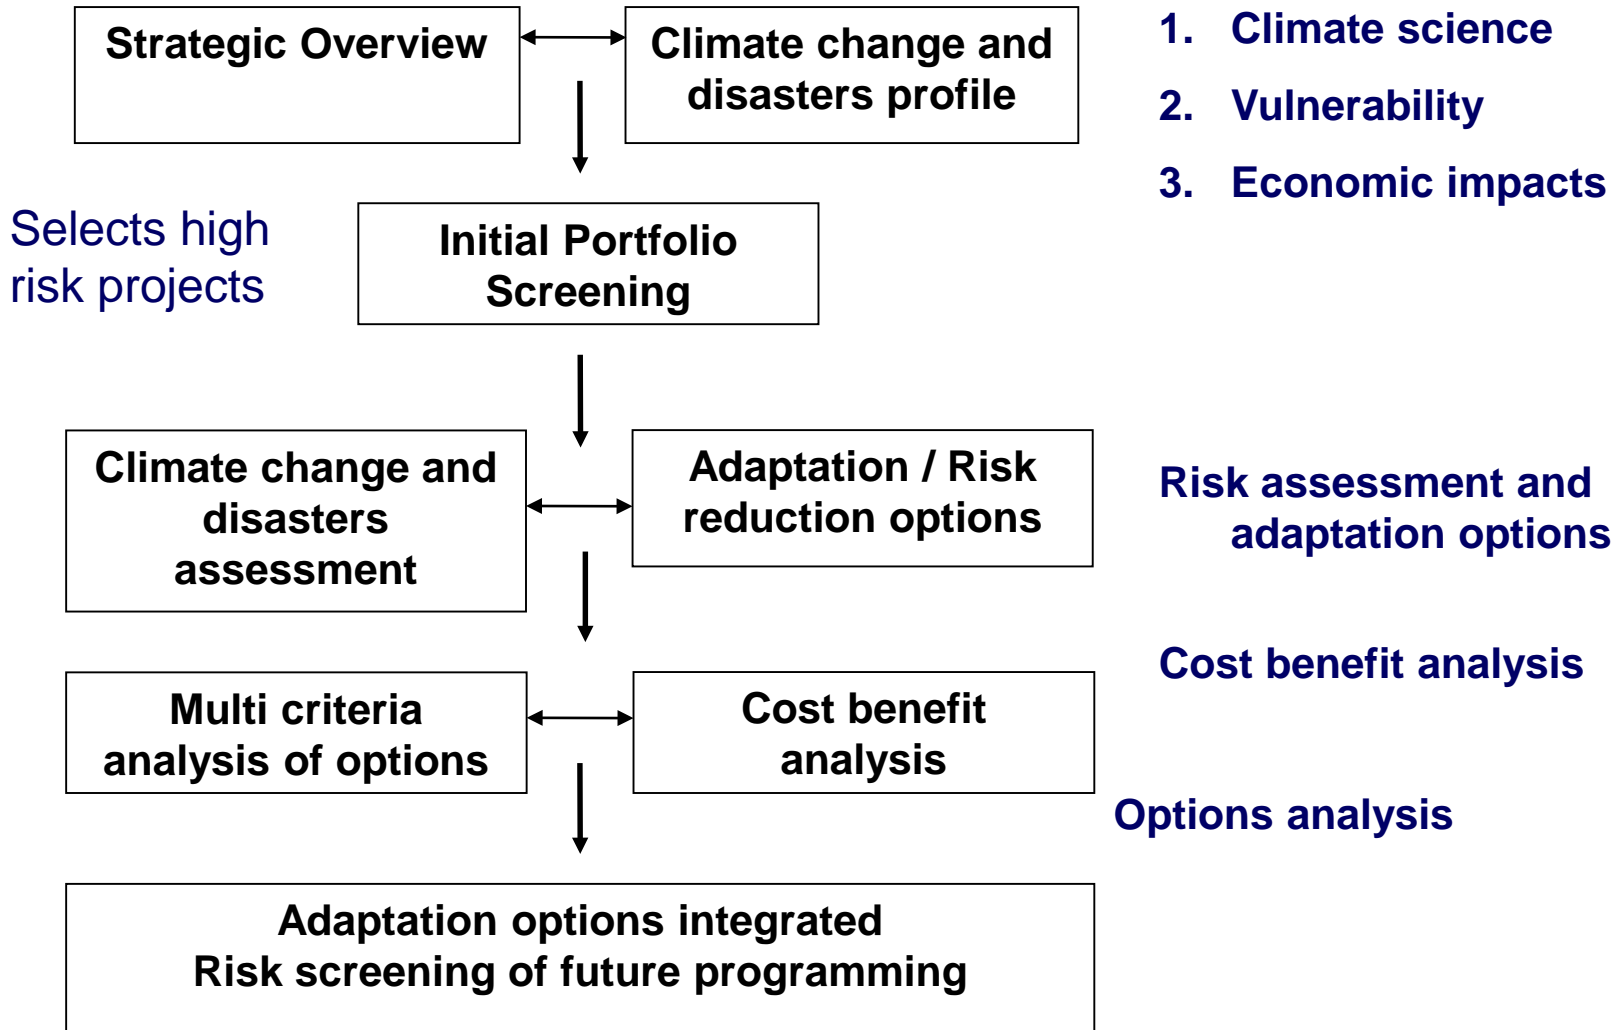 Strategic Overview
Climate change and
disasters profile
1. Climate science
2. Vulnerability
3. Economic impacts
Selects high
risk projects
Initial Portfolio
Screening
Climate change and
disasters
assessment
Adaptation / Risk
reduction options
Risk assessment and
adaptation options
Multi criteria
analysis of options
Cost benefit
analysis
Cost benefit analysis
Options analysis
Adaptation options integrated
Risk screening of future programming